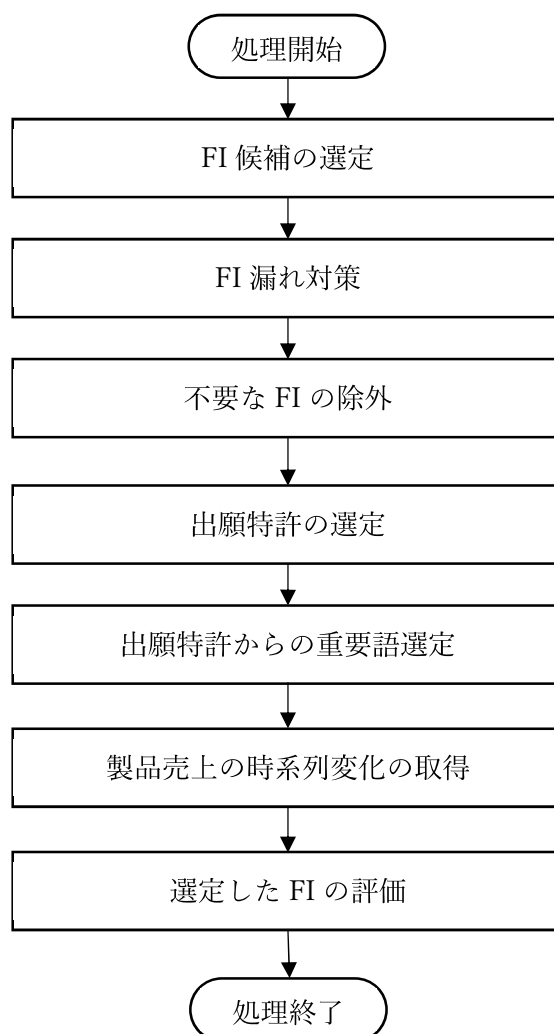 処理開始
FI 候補の選定
FI 漏れ対策
不要な FI の除外
出願特許の選定
出願特許からの重要語選定
製品売上の時系列変化の取得
選定した FI の評価
処理終了